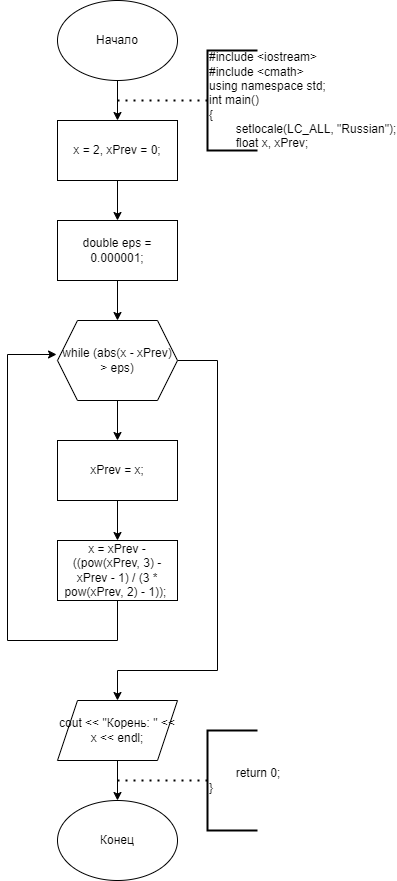 Начало
#include <iostream>
#include <cmath>
using namespace std;
int main()
{
setlocale(LC_ALL, "Russian");
float x, xPrev;
x = 2, xPrev = 0;
double eps =
0.000001;
while (abs(x - xPrev)
> eps)
xPrev = x;
x = xPrev -
((pow(xPrev, 3) -
xPrev - 1) / (3 *
pow(xPrev, 2) - 1));
cout << "Корень: " <<
x << endl;
return 0;
}
Конец